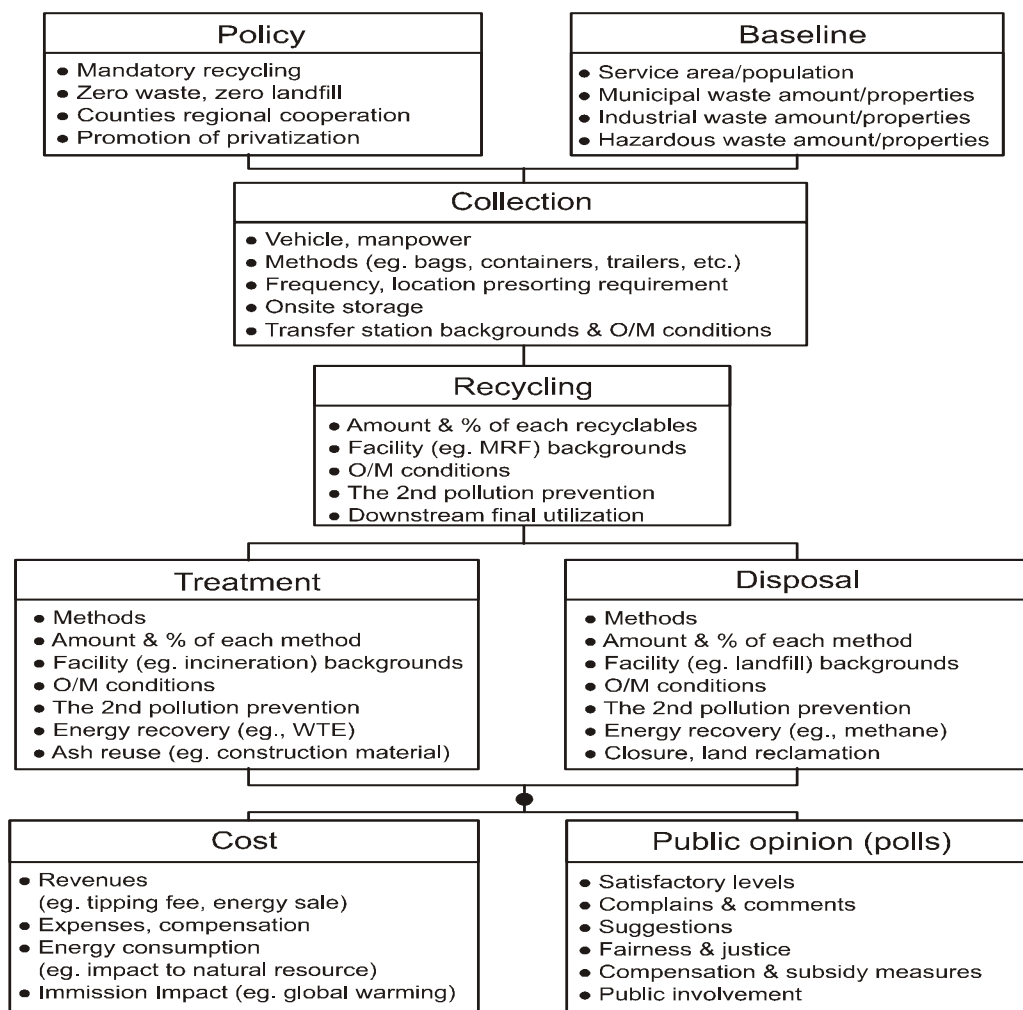 Policy
● Mandatory recycling
● Zero waste, zero landfill
● Counties regional cooperation
● Promotion of privatization
Baseline
● Service area/population
● Municipal waste amount/properties
● Industrial waste amount/properties
● Hazardous waste amount/properties
Collection
● Vehicle, manpower
● Methods (eg. bags, containers, trailers, etc.)
● Frequency, location presorting requirement
● Onsite storage
● Transfer station backgrounds & O/M conditions
Recycling
● Amount & % of each recyclables
● Facility (eg. MRF) backgrounds
● O/M conditions
● The 2nd pollution prevention
● Downstream final utilization
Treatment
● Methods
● Amount & % of each method
● Facility (eg. incineration) backgrounds
● O/M conditions
● The 2nd pollution prevention
● Energy recovery (eg., WTE)
● Ash reuse (eg. construction material)
Disposal
● Methods
● Amount & % of each method
● Facility (eg. landfill) backgrounds
● O/M conditions
● The 2nd pollution prevention
● Energy recovery (eg., methane)
● Closure, land reclamation
Cost
● Revenues
(eg. tipping fee, energy sale)
● Expenses, compensation
● Energy consumption
(eg. impact to natural resource)
● Immission Impact (eg. global warming)
Public opinion (polls)
● Satisfactory levels
● Complains & comments
● Suggestions
● Fairness & justice
● Compensation & subsidy measures
● Public involvement